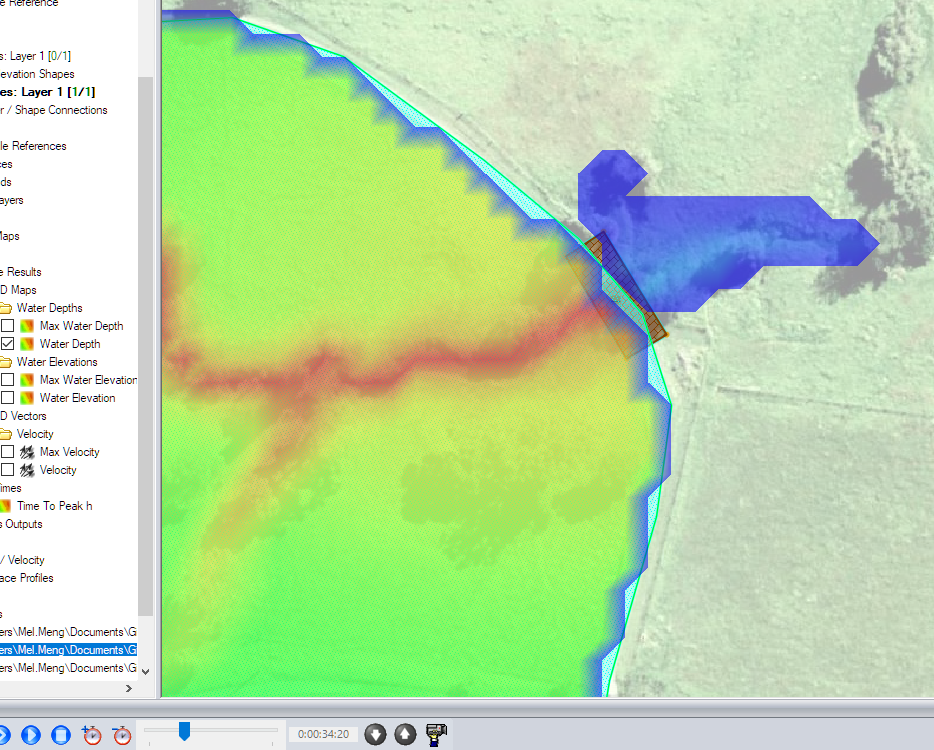 e Reference
s: Layer 1 [0/1]
evation Shapes
es: Layer 1 [1/1]
r / Shape Connections
le References
ces
ds
ayers
Maps
e Results
D Maps
Water Depths
Max Water Depth
Water Depth
Water Elevations
Max Water Elevation
Water Elevation
D Vectors
Velocity
Max Velocity
Velocity
imes
Time To Peak h
s Outputs
/ Velocity
ace Profiles
s
ers\Mel.Meng\Documents\G
ers\Mel.Meng\Documents\G
ers\Mel.Meng\Documents\G
0:00:34:20